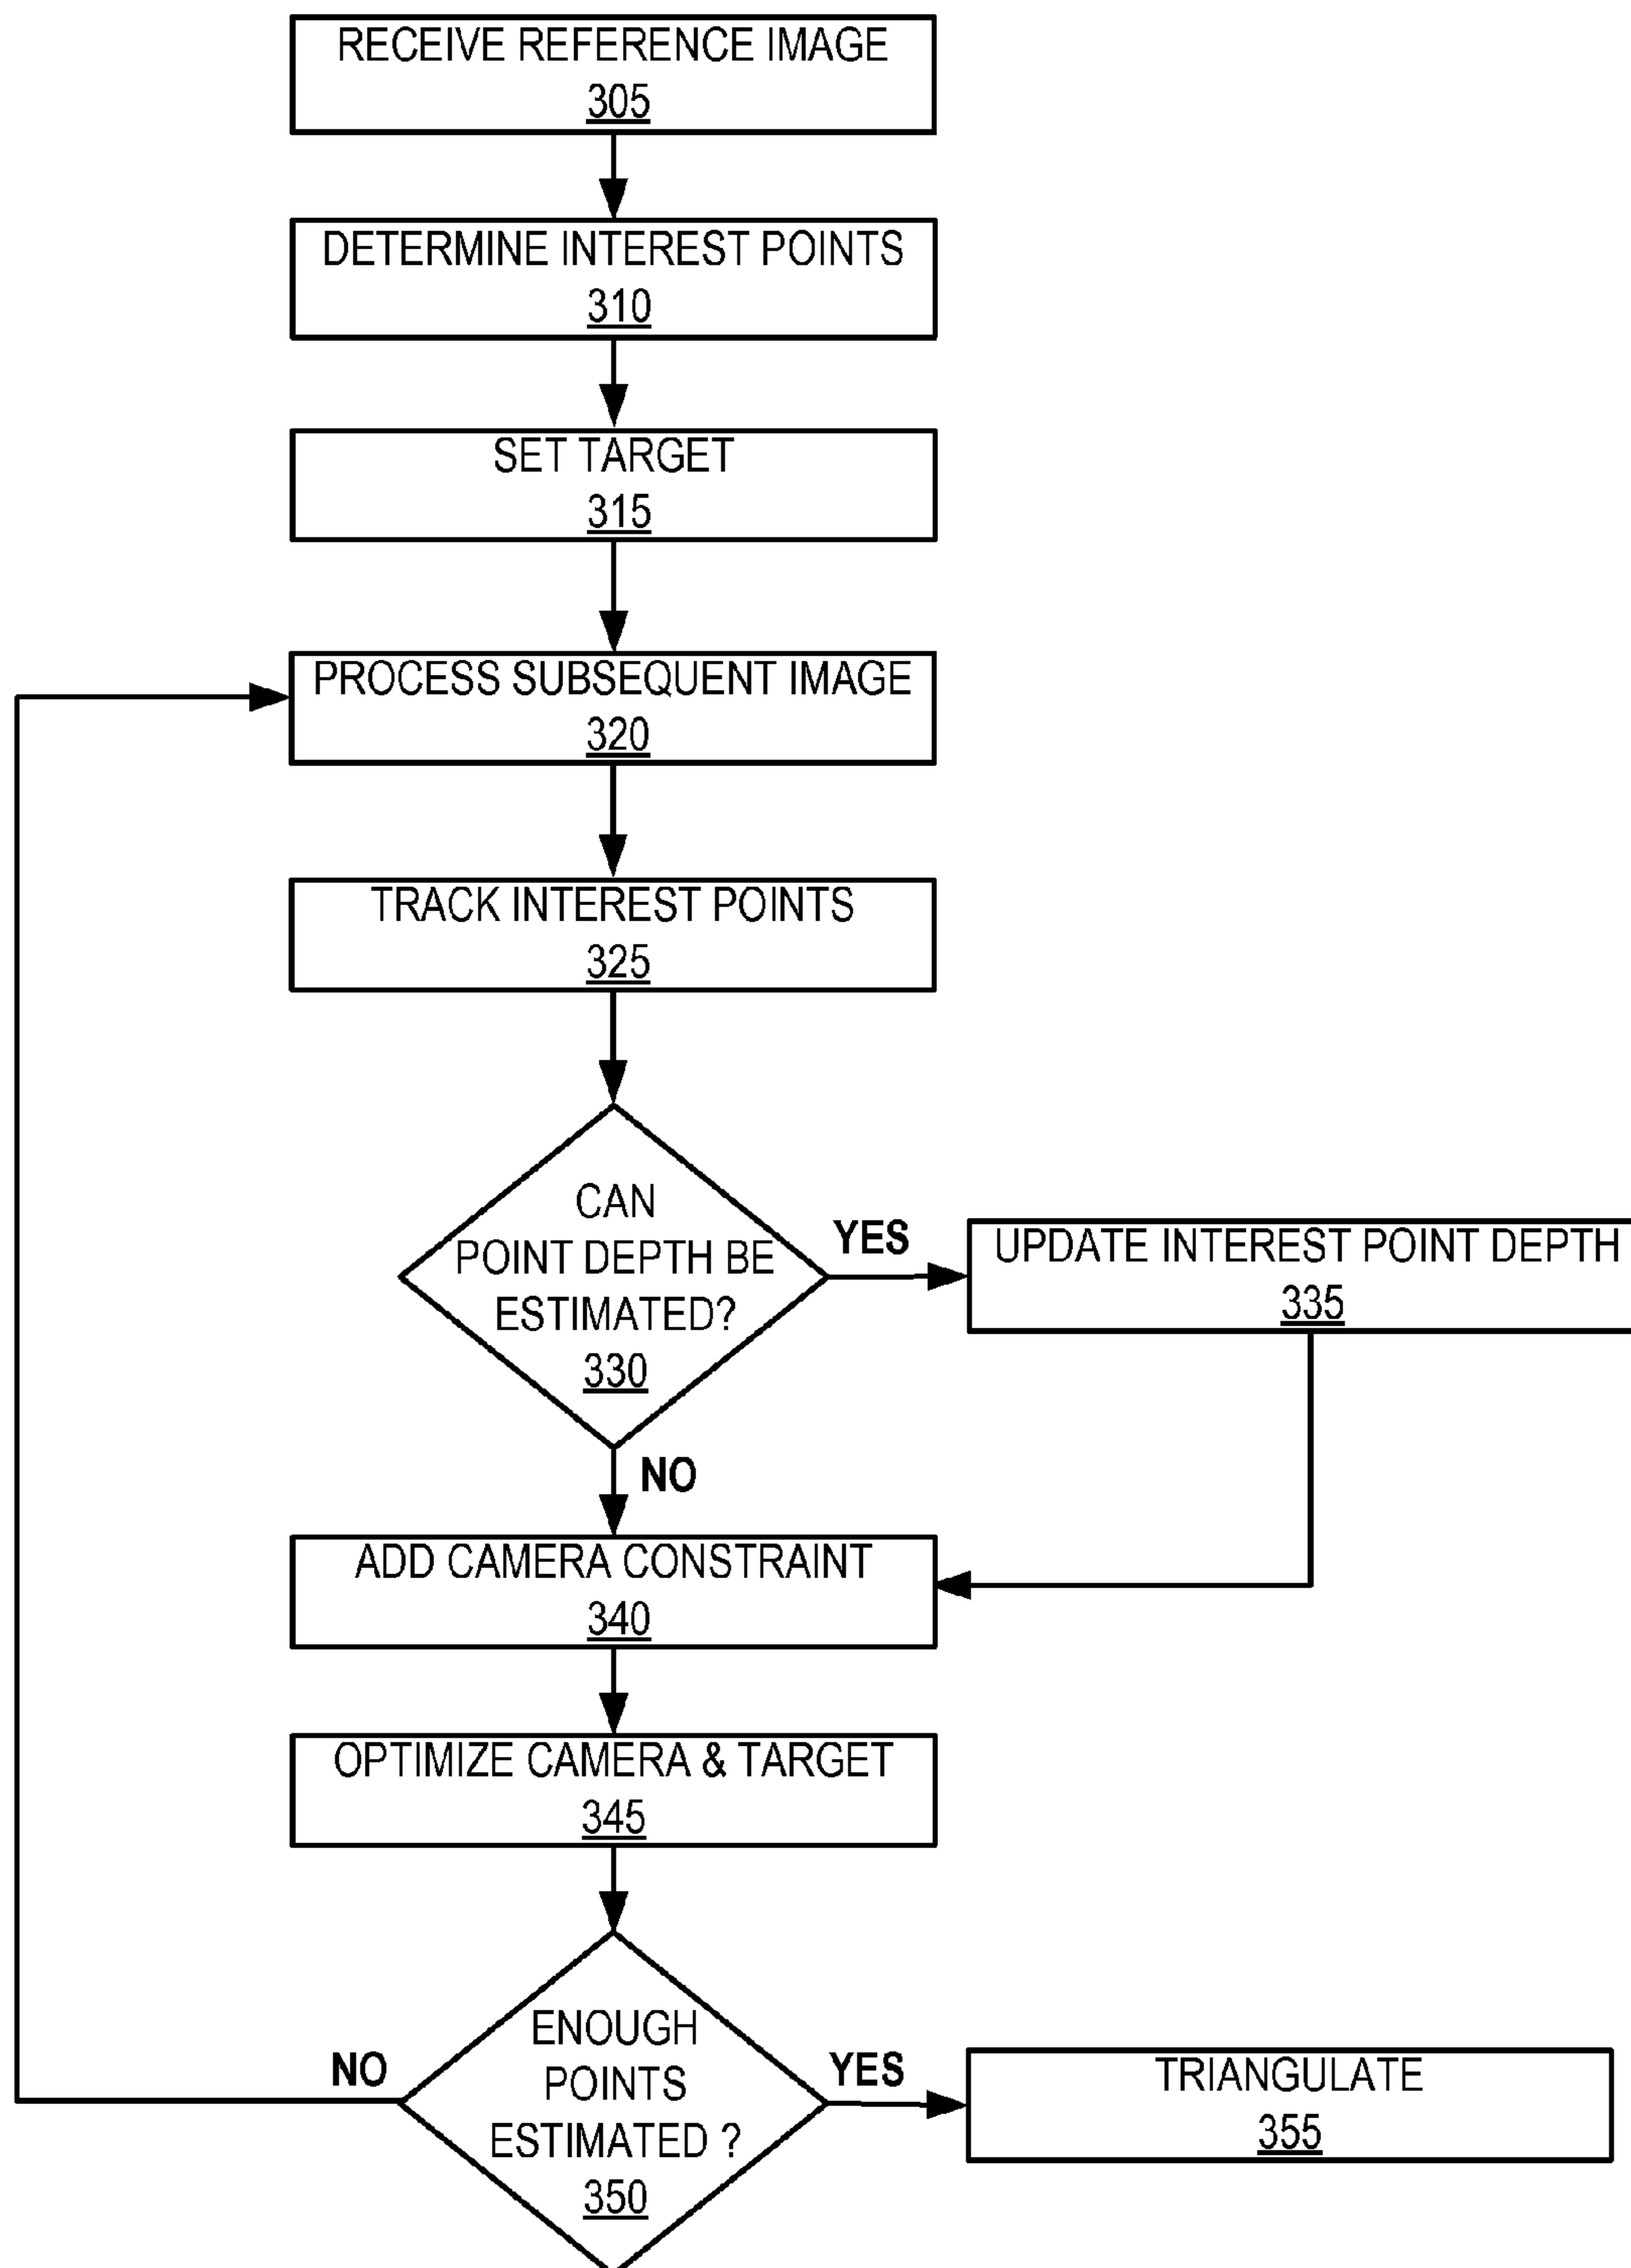 RECEIVE REFERENCE IMAGE
305
DETERMINE INTEREST POINTS
310
SET TARGET
315
PROCESS SUBSEQUENT IMAGE
320
TRACK INTEREST POINTS
325
CAN
POINT DEPTH BE
ESTIMATED?
330
YES
UPDATE INTEREST POINT DEPTH
335
NO
ADD CAMERA CONSTRAINT
340
OPTIMIZE CAMERA & TARGET
345
ENOUGH
POINTS
ESTIMATED ?
350
NO
YES
TRIANGULATE
355